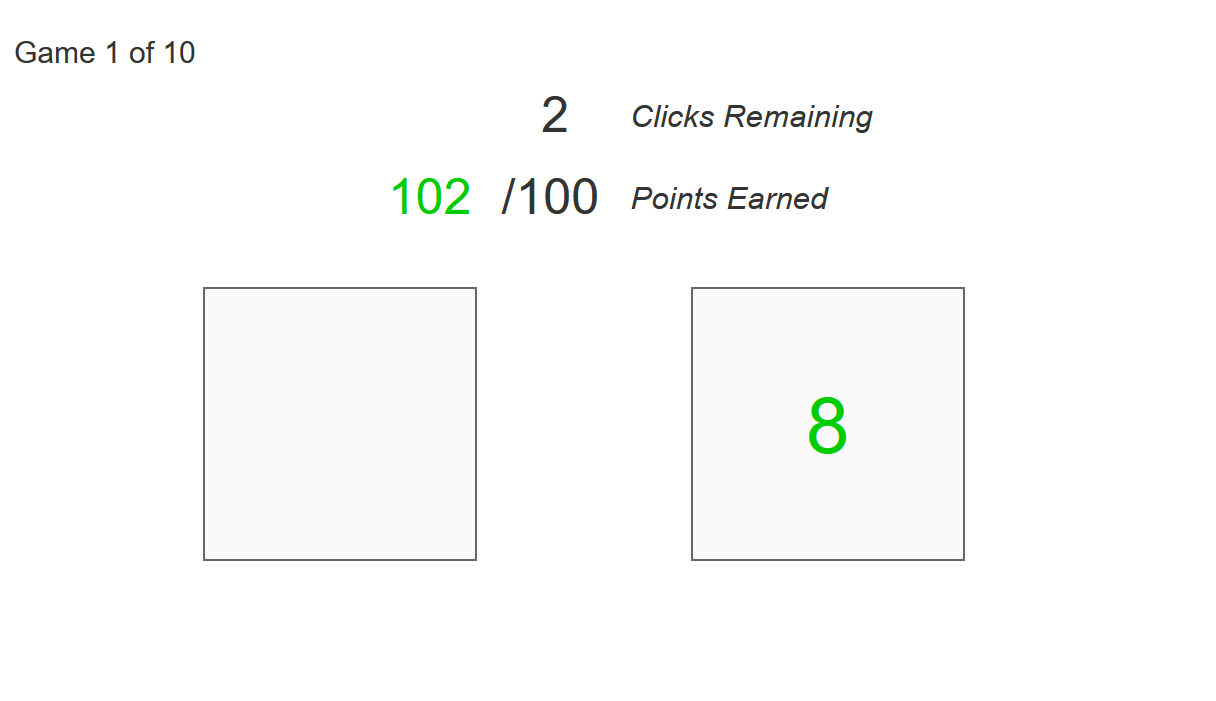 Game 1 of 10
2 Clicks Remaining
102 /100 Points Earned
8